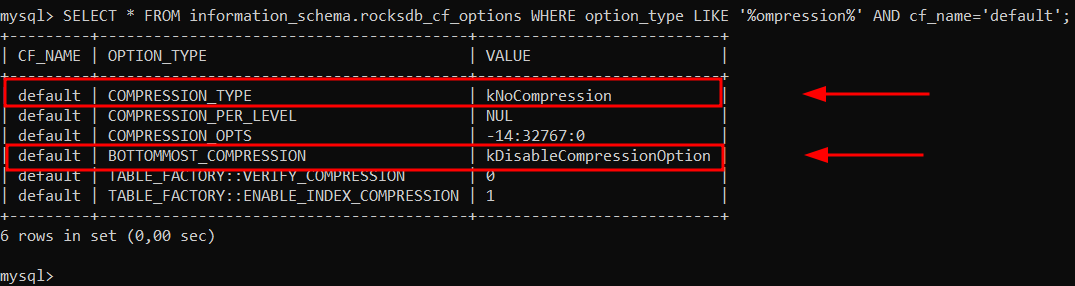 mysql> SELECT * FROM information_schema.rocksdb_cf_options WHERE option_type LIKE '%ompression%' AND cf_name='default';
+---------+----------------------------------------+-------------------------+
| CF_NAME | OPTION_TYPE                            | VALUE                   |
+---------+----------------------------------------+-------------------------+
| default | COMPRESSION_TYPE                       | kNoCompression          |
| default | COMPRESSION_PER_LEVEL                  | NUL                     |
| default | COMPRESSION_OPTS                       | -14:32767:0             |
| default | BOTTOMMOST_COMPRESSION                 | kDisableCompressionOption |
| default | TABLE_FACTORY::VERIFY_COMPRESSION      | 0                       |
| default | TABLE_FACTORY::ENABLE_INDEX_COMPRESSION | 1                       |
+---------+----------------------------------------+-------------------------+
6 rows in set (0,00 sec)
mysql>